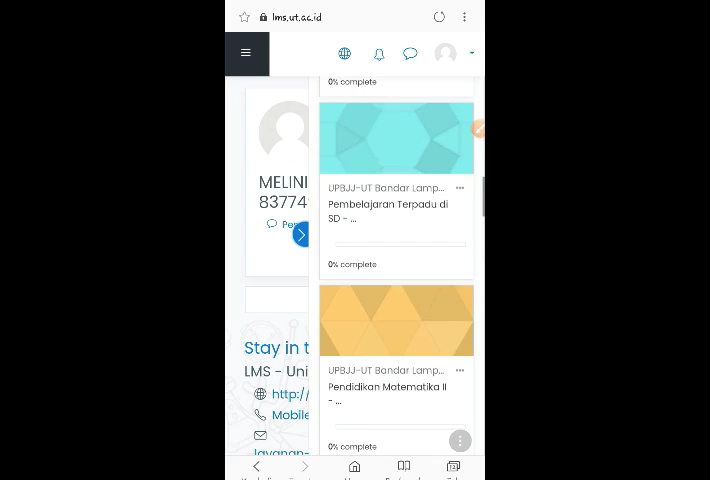 lms.ut.ac.id
0% complete
MELINI
83774
UPBJJ-UT Bandar Lamp...
Pembelajaran Terpadu di
SD - ...
0% complete
UPBJJ-UT Bandar Lamp...
Pendidikan Matematika II
- ...
0% complete
Stay in t
LMS - Uni
http://
Mobile
layanan-